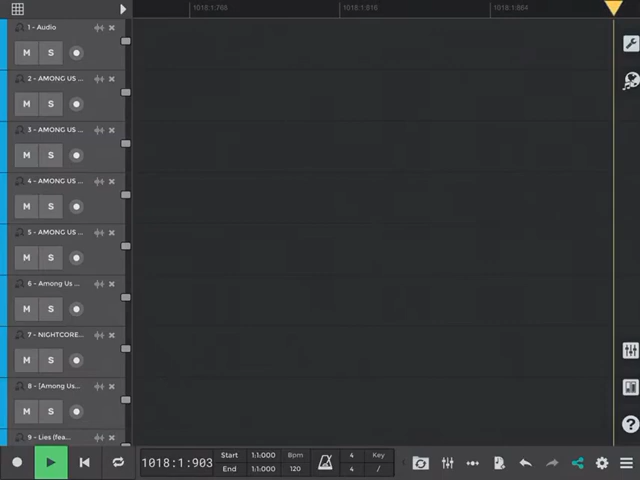 1018:1:768 1018:1:816 1018:1:864
1 - Audio
M S
2 - AMONG US ...
M S
3 - AMONG US ...
M S
4 - AMONG US ...
M S
5 - AMONG US ...
M S
6 - Among Us ...
M S
7 - NIGHTCORE...
M S
8 - [Among Us...
M S
9 - Lies (fea...
1018:1:903 Start 1:1:000 Bpm 4 Key
End 1:1:000 120 4 /
?